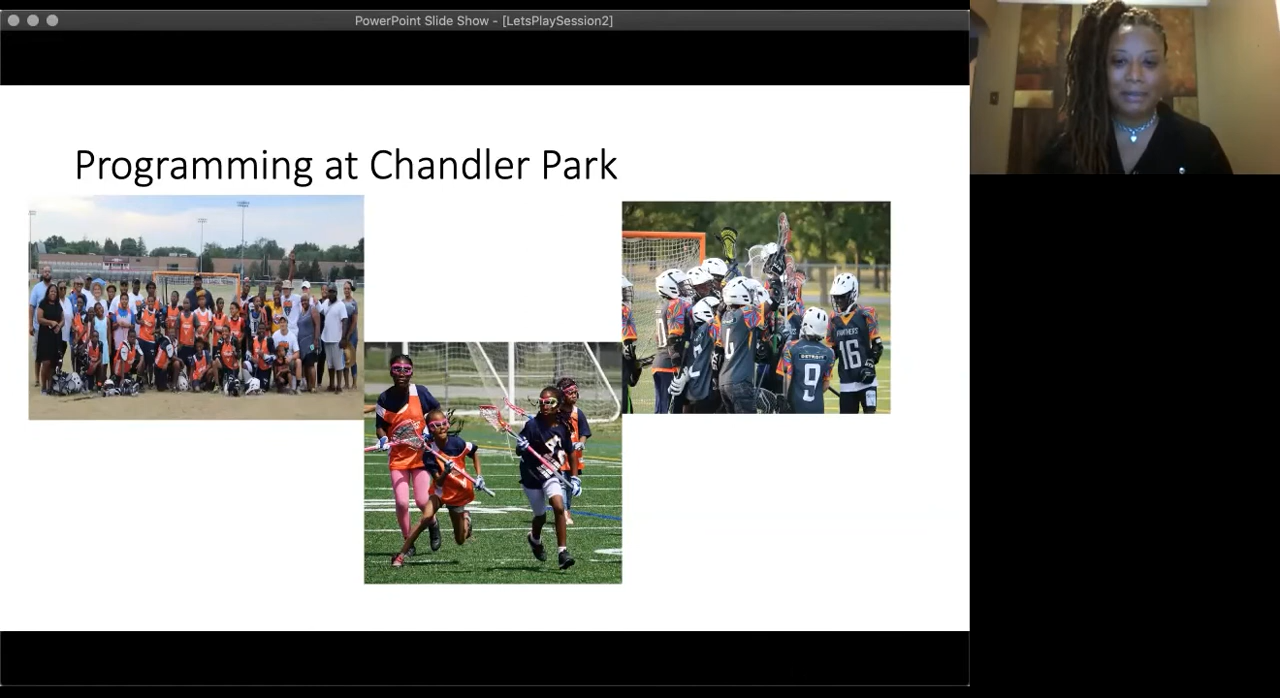 PowerPoint Slide Show - [LetsPlaySession2]
Programming at Chandler Park
PANTHERS
16
DETROIT
9